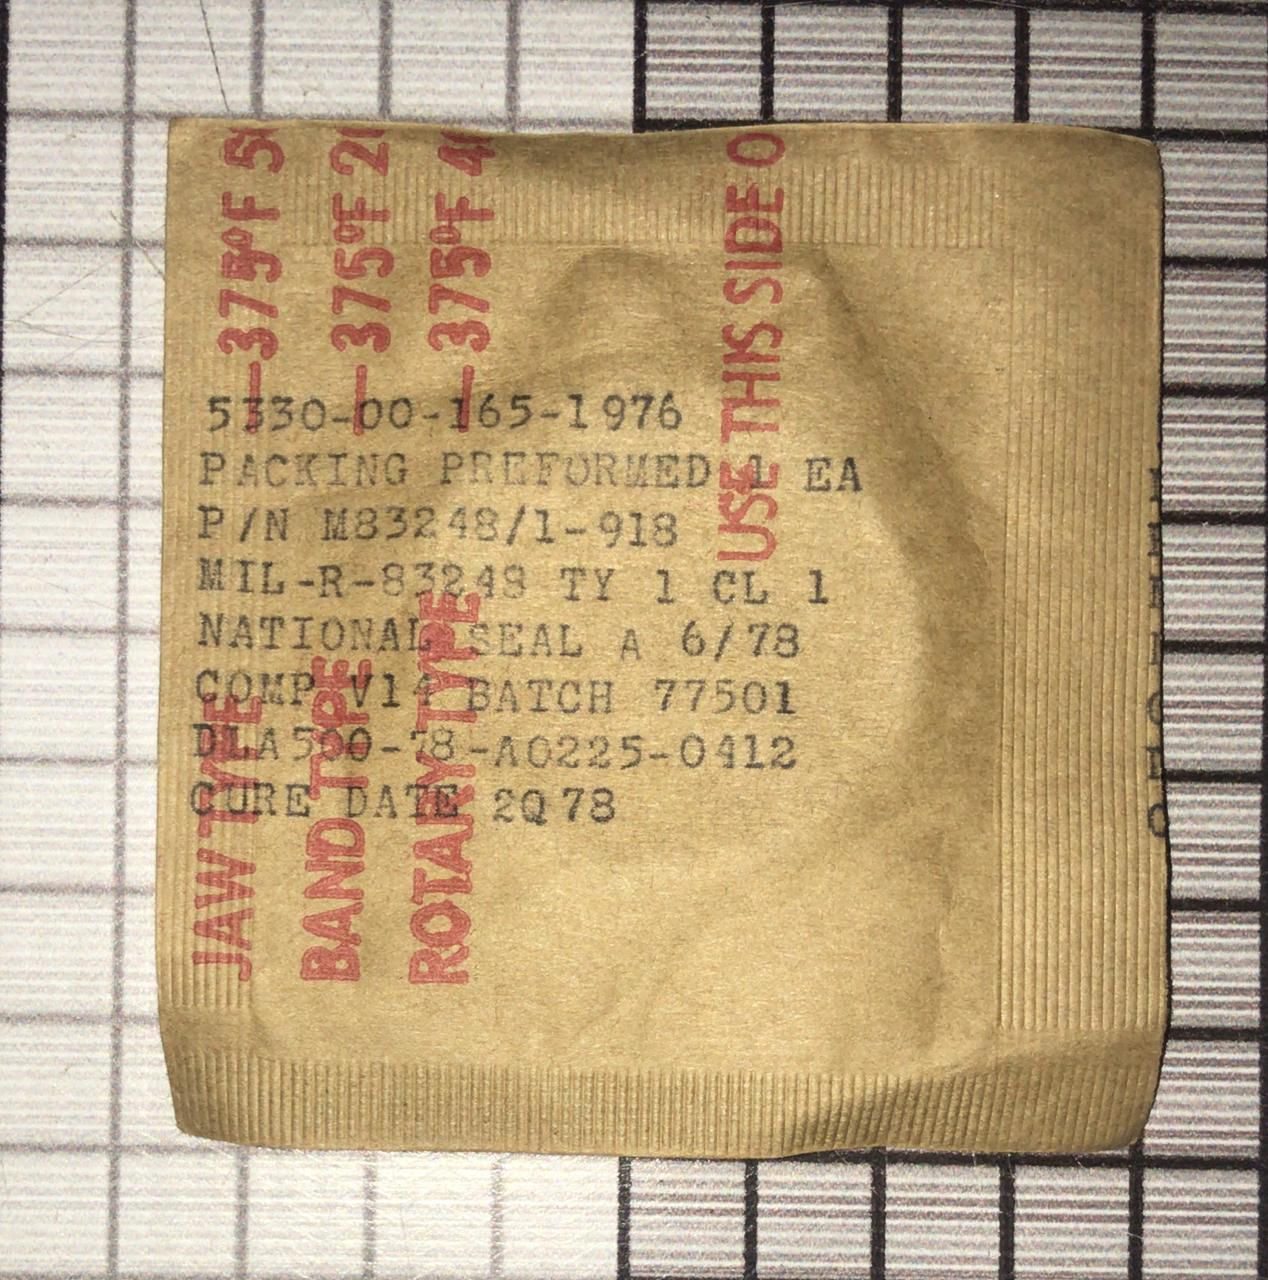 5330-00-165-1976
PACKING PREFORMED 1 EA
P/N M83248/1-918
MIL-R-83248 TY 1 CL 1
NATIONAL SEAL A 6/78
COMP V14 BATCH 77501
DLA500-78-A0225-0412
CURE DATE 2Q78
JAW TYPE — 375°F
BAND TYPE — 375°F
ROTARY TYPE — 375°F
USE THIS SIDE